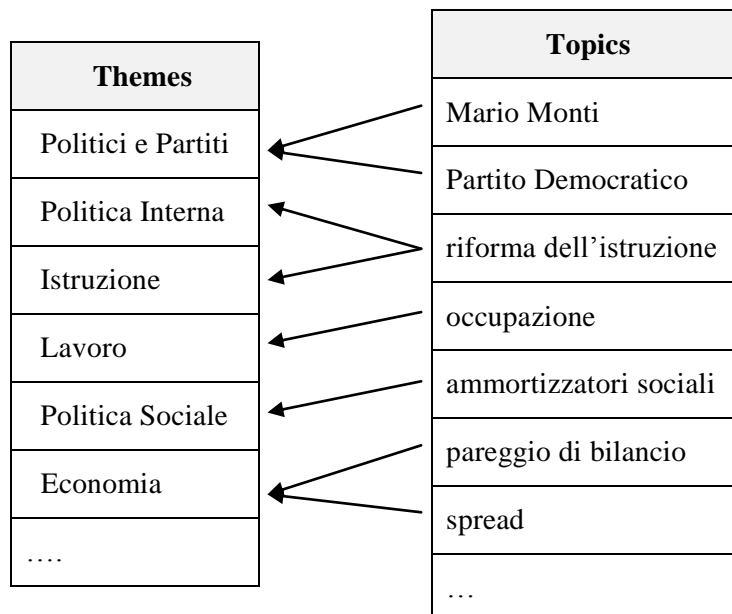 Themes
Politici e Partiti
Politica Interna
Istruzione
Lavoro
Politica Sociale
Economia
….
Topics
Mario Monti
Partito Democratico
riforma dell’istruzione
occupazione
ammortizzatori sociali
pareggio di bilancio
spread
…